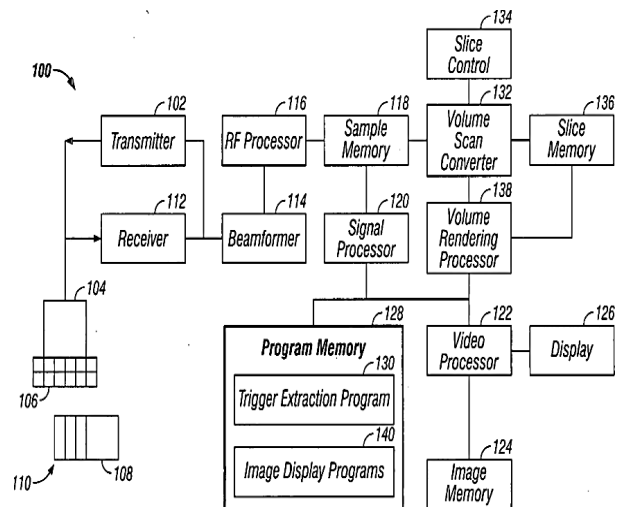 134
Slice
Control
100
102
116
118
132
136
Transmitter
RF Processor
Sample
Memory
Volume
Scan
Converter
Slice
Memory
112
114
120
138
Receiver
Beamformer
Signal
Processor
Volume
Rendering
Processor
104
128
122
126
Program Memory
Video
Processor
Display
106
130
Trigger Extraction Program
140
Image Display Programs
124
Image
Memory
110
108